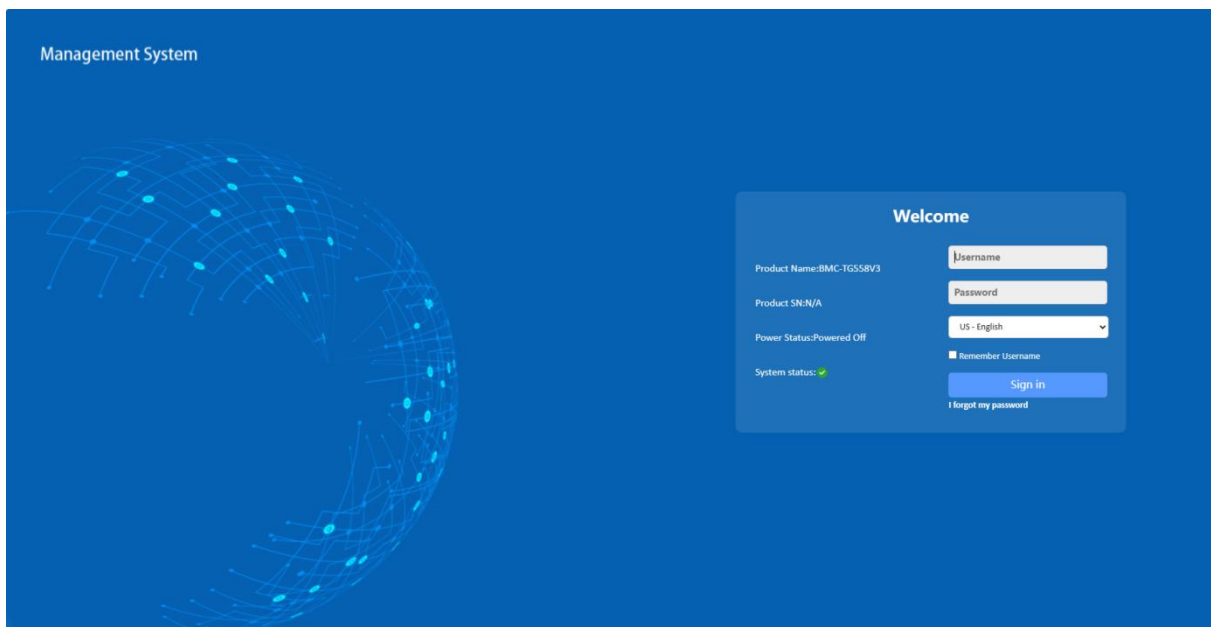 Management System
Welcome
Product Name:BMC-TGS58V3
Product SN:N/A
Power Status:Powered Off
System status:
Username
Password
US - English
Remember Username
Sign in
I forgot my password